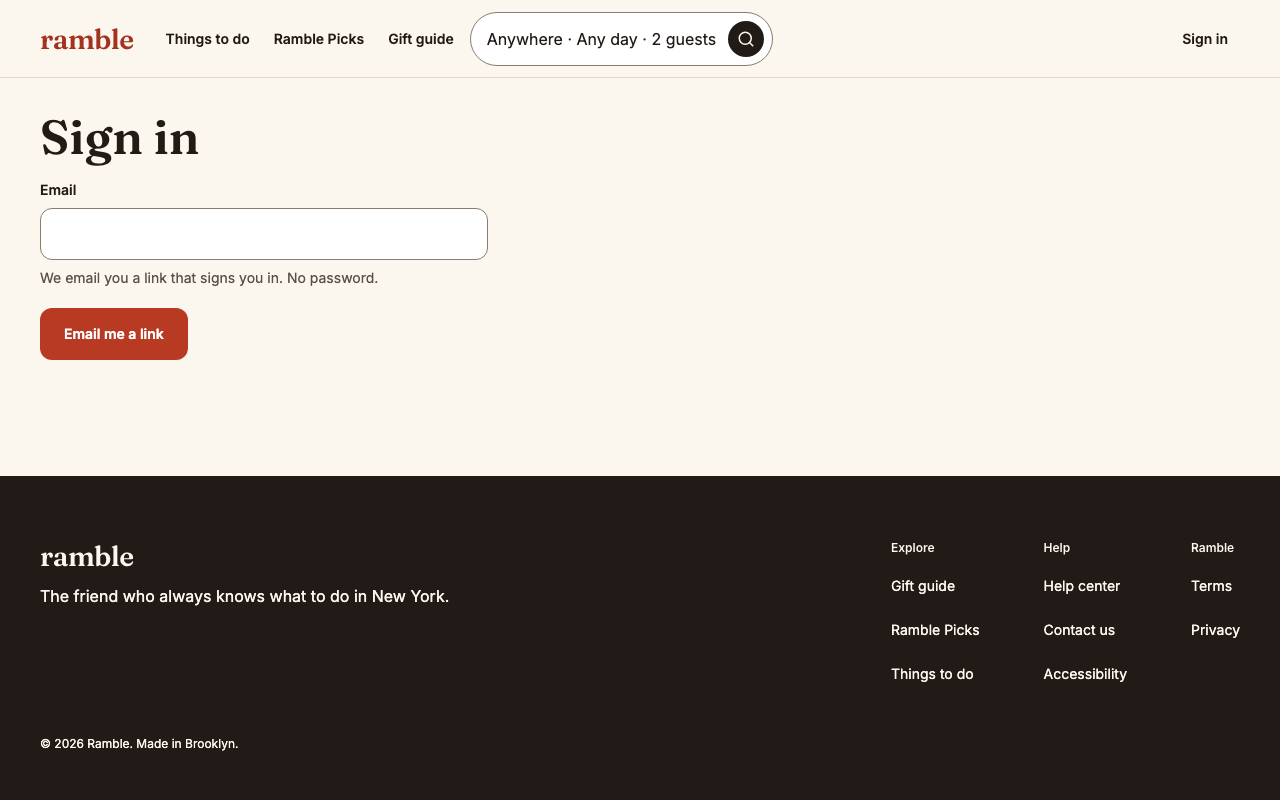 ramble
Things to do
Ramble Picks
Gift guide
Anywhere · Any day · 2 guests
Sign in
Sign in
Email
We email you a link that signs you in. No password.
Email me a link
ramble
The friend who always knows what to do in New York.
Explore
Gift guide
Ramble Picks
Things to do
Help
Help center
Contact us
Accessibility
Ramble
Terms
Privacy
© 2026 Ramble. Made in Brooklyn.